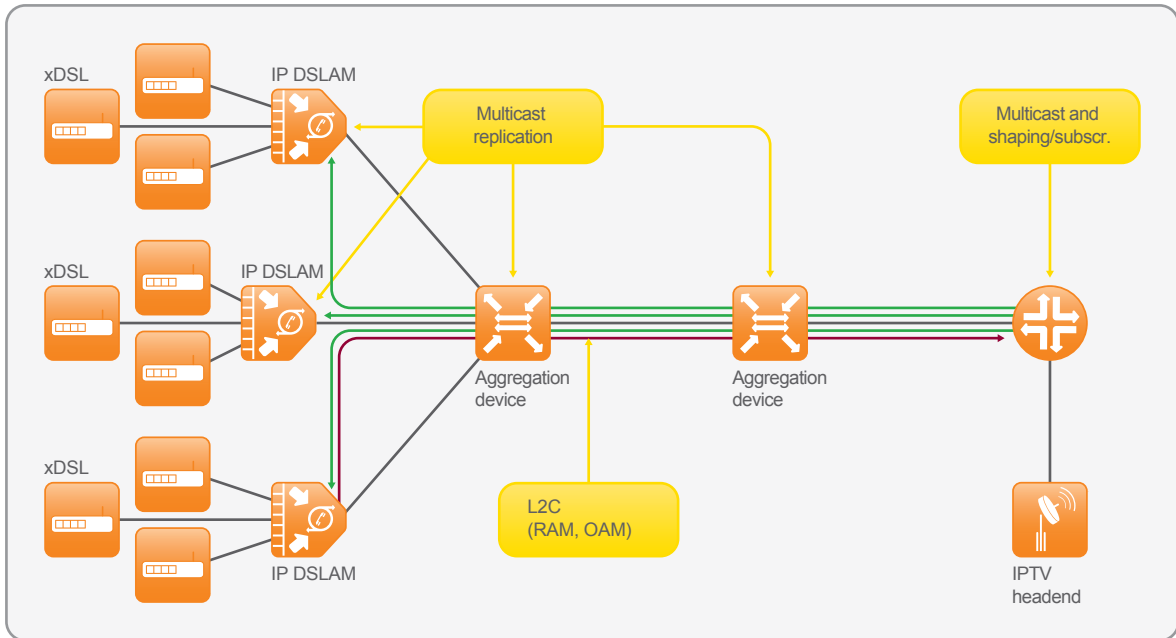 xDSL
IP DSLAM
Multicast
replication
Multicast and
shaping/subscr.
xDSL
IP DSLAM
Aggregation
device
Aggregation
device
xDSL
IP DSLAM
L2C
(RAM, OAM)
IPTV
headend